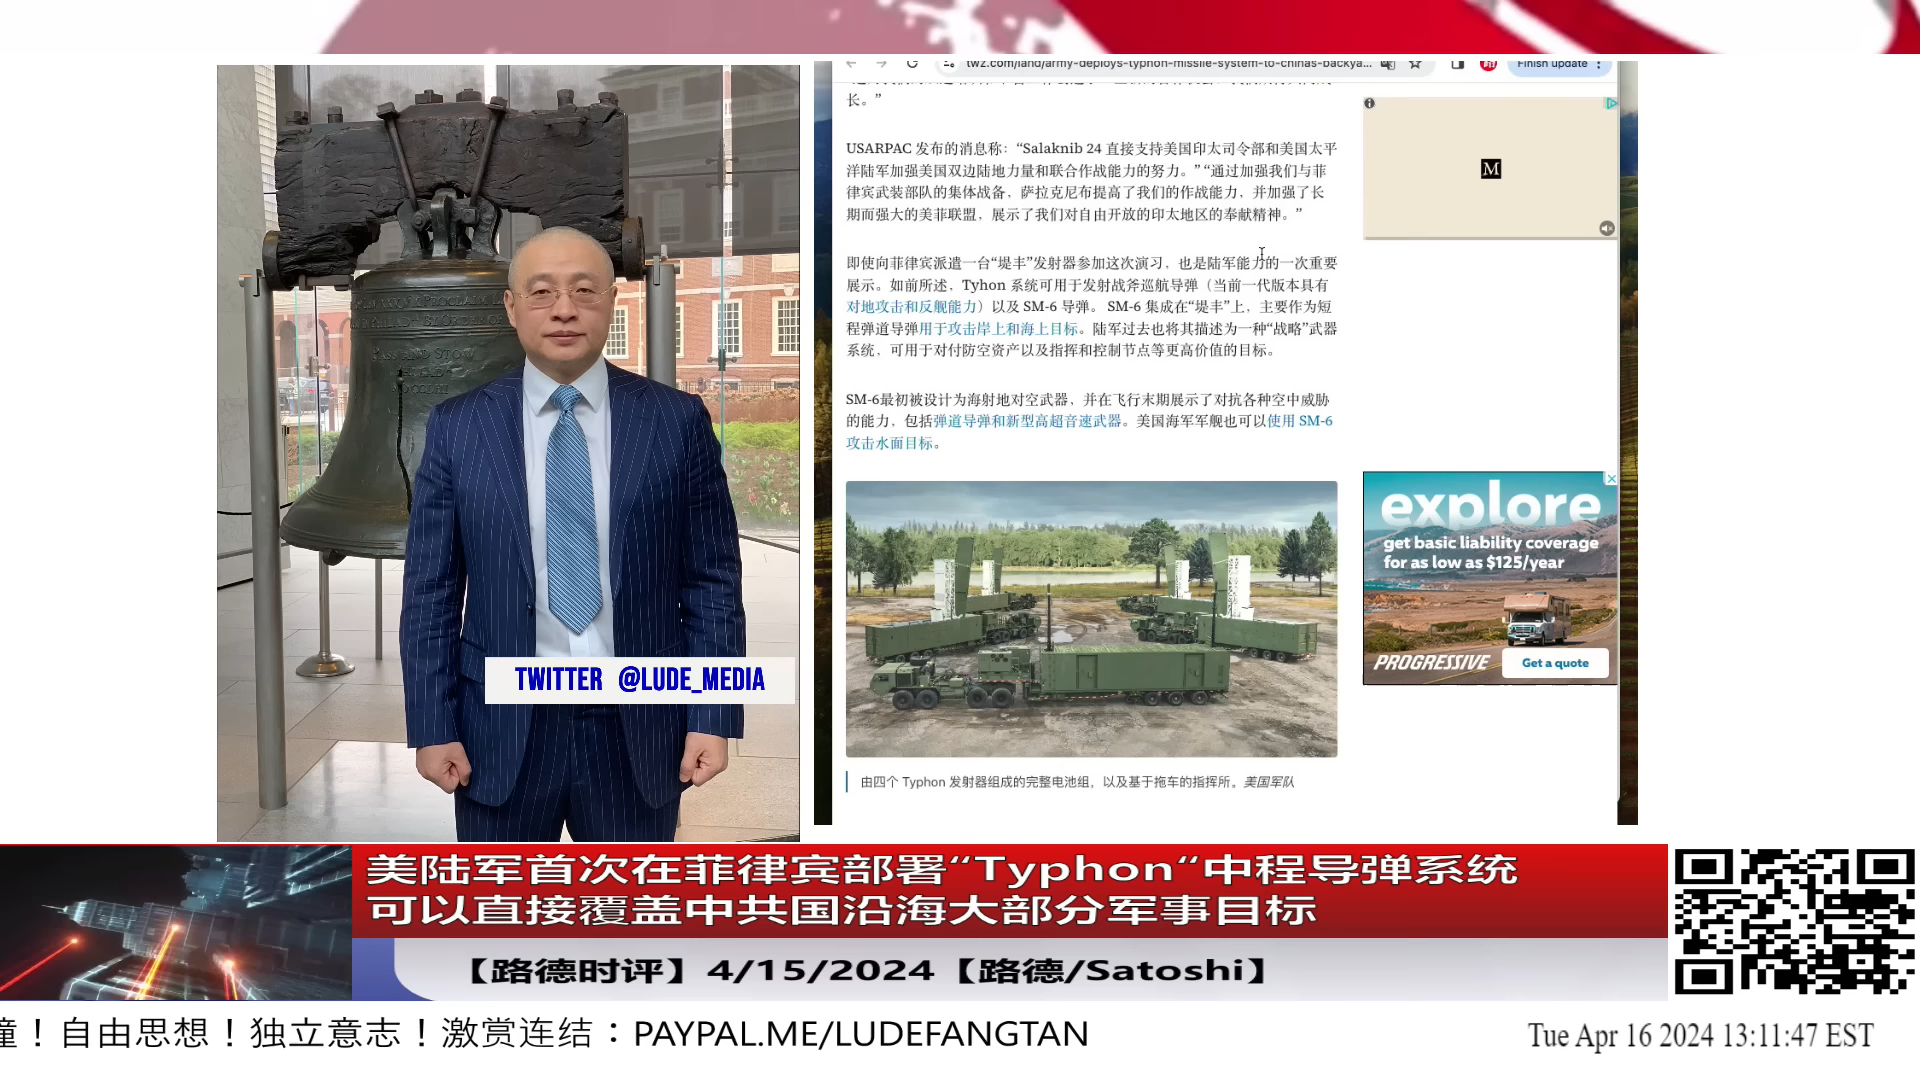 twz.com/land/army-deploys-typhon-missile-system-to-chinas-backya...
Finish update
长。”
USARPAC 发布的消息称：“Salaknib 24 直接支持美国印太司令部和美国太平
洋陆军加强美国双边陆地力量和联合作战能力的努力。” “通过加强我们与菲
律宾武装部队的集体战备，萨拉克尼布提高了我们的作战能力，并加强了长
期而强大的美菲联盟，展示了我们对自由开放的印太地区的奉献精神。”
即使向菲律宾派遣一台“堤丰”发射器参加这次演习，也是陆军能力的一次重要
展示。如前所述，Tyhon 系统可用于发射战斧巡航导弹（当前一代版本具有
对地攻击和反舰能力）以及 SM-6 导弹。 SM-6 集成在“堤丰”上，主要作为短
程弹道导弹用于攻击岸上和海上目标。陆军过去也将其描述为一种“战略”武器
系统，可用于对付防空资产以及指挥和控制节点等更高价值的目标。
SM-6最初被设计为海射地对空武器，并在飞行末期展示了对抗各种空中威胁
的能力，包括弹道导弹和新型高超音速武器。美国海军军舰也可以使用 SM-6
攻击水面目标。
由四个 Typhon 发射器组成的完整电池组，以及基于拖车的指挥所。美国军队
M
explore
get basic liability coverage
for as low as $125/year
PROGRESSIVE
Get a quote
PASS AND STOW
TWITTER @LUDE_MEDIA
美陆军首次在菲律宾部署“Typhon“中程导弹系统
可以直接覆盖中共国沿海大部分军事目标
【路德时评】4/15/2024【路德/Satoshi】
！自由思想！独立意志！激赏连结：PAYPAL.ME/LUDEFANGTAN
Tue Apr 16 2024 13:11:47 EST